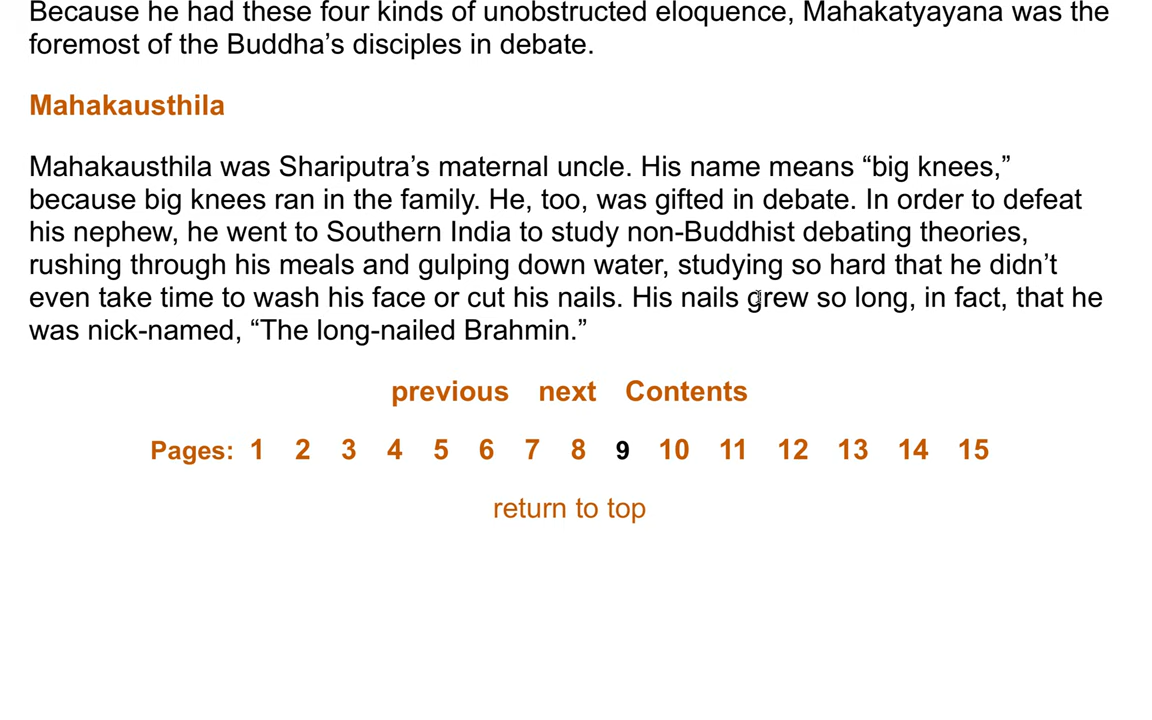 Because he had these four kinds of unobstructed eloquence, Mahakatyayana was the
foremost of the Buddha’s disciples in debate.
Mahakausthila
Mahakausthila was Shariputra’s maternal uncle. His name means “big knees,”
because big knees ran in the family. He, too, was gifted in debate. In order to defeat
his nephew, he went to Southern India to study non-Buddhist debating theories,
rushing through his meals and gulping down water, studying so hard that he didn’t
even take time to wash his face or cut his nails. His nails grew so long, in fact, that he
was nick-named, “The long-nailed Brahmin.”
previous next Contents
Pages: 1 2 3 4 5 6 7 8 9 10 11 12 13 14 15
return to top